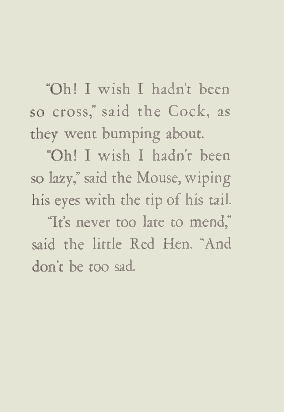 "Oh! I wish I hadn't been
so cross," said the Cock, as
they went bumping about.
"Oh! I wish I hadn't been
so lazy," said the Mouse, wiping
his eyes with the tip of his tail.
"It's never too late to mend,"
said the little Red Hen. "And
don't be too sad.